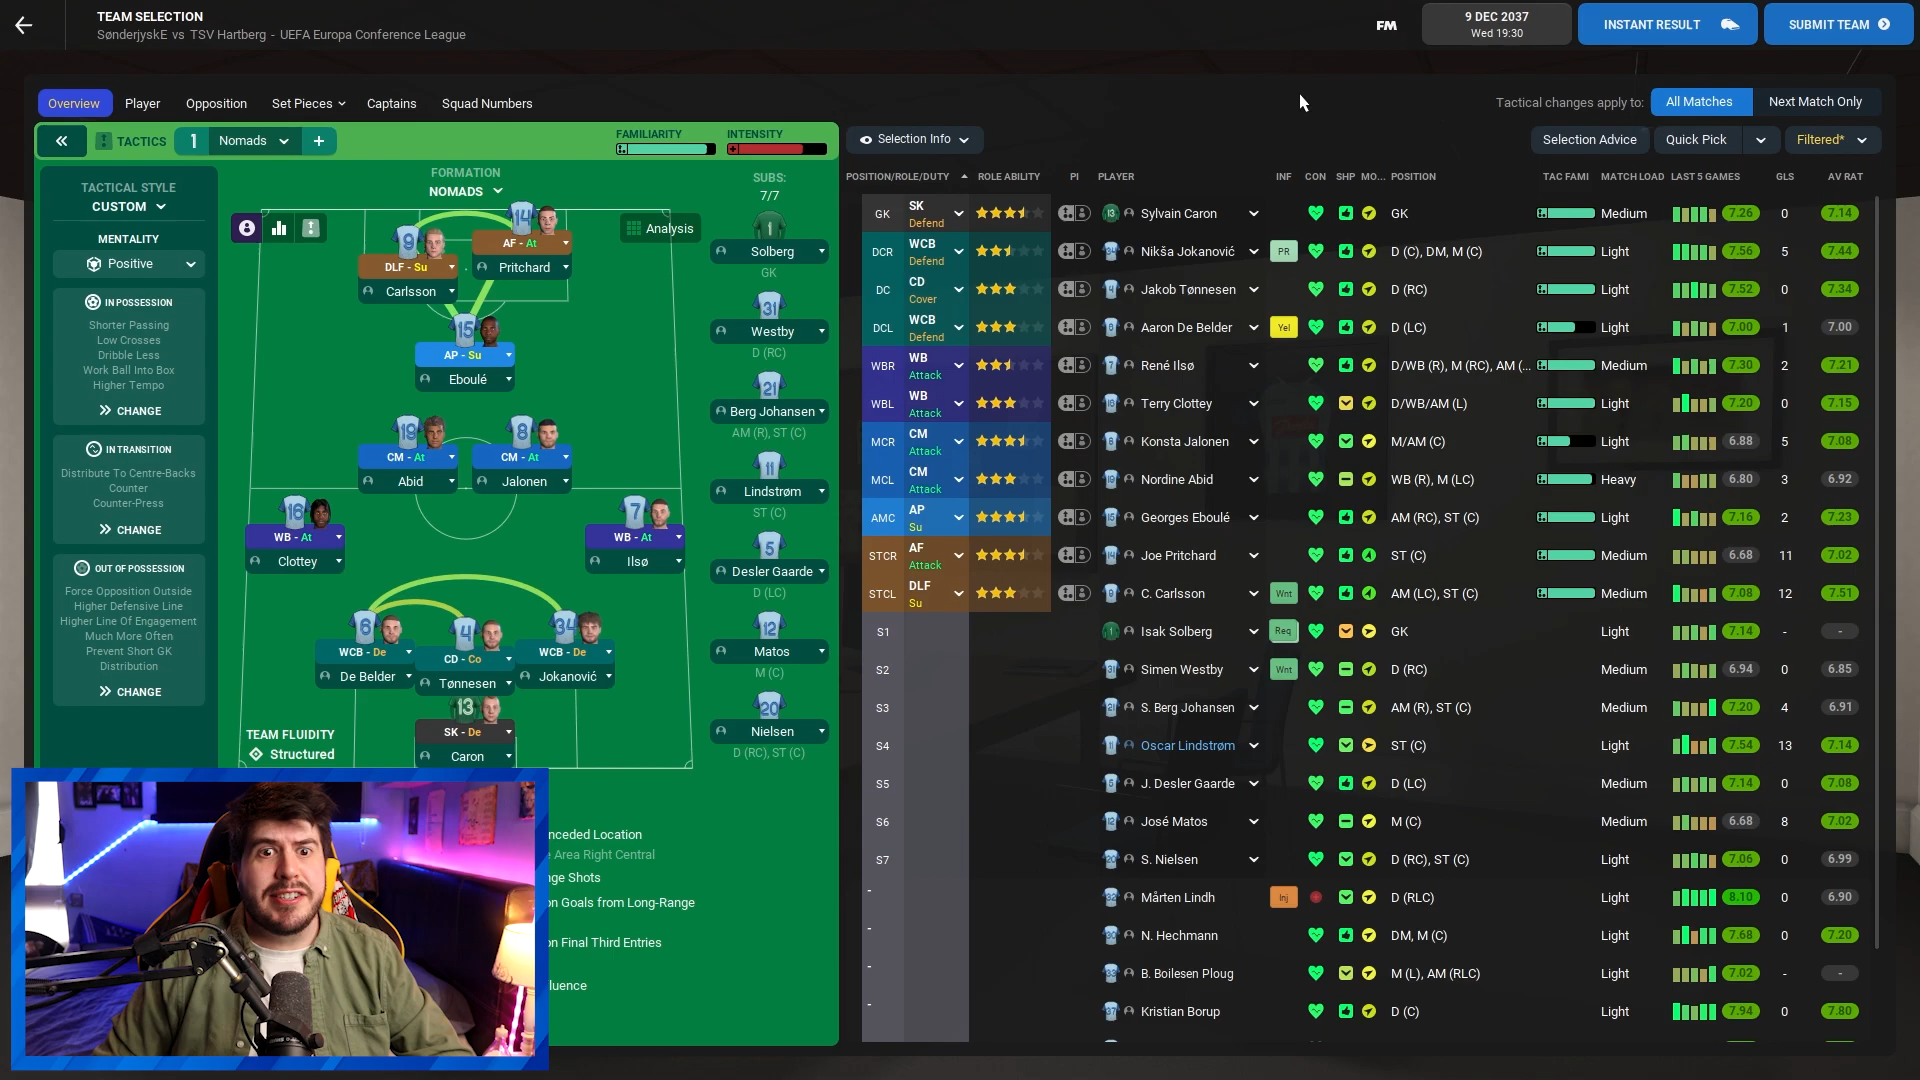 TEAM SELECTION
SønderjyskE vs TSV Hartberg - UEFA Europa Conference League
FM
9 DEC 2037
Wed 19:30
INSTANT RESULT
SUBMIT TEAM
Overview
Player
Opposition
Set Pieces
Captains
Squad Numbers
Tactical changes apply to:
All Matches
Next Match Only
TACTICS
1
Nomads
+
FAMILIARITY
INTENSITY
Selection Info
Selection Advice
Quick Pick
Filtered*
TACTICAL STYLE
CUSTOM
MENTALITY
Positive
IN POSSESSION
Shorter Passing
Low Crosses
Dribble Less
Work Ball Into Box
Higher Tempo
CHANGE
IN TRANSITION
Distribute To Centre-Backs
Counter
Counter-Press
CHANGE
OUT OF POSSESSION
Force Opposition Outside
Higher Defensive Line
Higher Line Of Engagement
Much More Often
Prevent Short GK
Distribution
CHANGE
FORMATION
NOMADS
Analysis
9
DLF - Su
Carlsson
14
AF - At
Pritchard
15
AP - Su
Eboulé
19
CM - At
Abid
8
CM - At
Jalonen
16
WB - At
Clottey
7
WB - At
Ilsø
6
WCB - De
De Belder
4
CD - Co
Tønnesen
34
WCB - De
Jokanović
13
SK - De
Caron
TEAM FLUIDITY
Structured
SUBS:
7/7
1
Solberg
GK
31
Westby
D (RC)
21
Berg Johansen
AM (R), ST (C)
11
Lindstrøm
ST (C)
5
Desler Gaarde
D (LC)
12
Matos
M (C)
20
Nielsen
D (RC), ST (C)
nceded Location
e Area Right Central
nge Shots
on Goals from Long-Range
on Final Third Entries
luence
POSITION/ROLE/DUTY ROLE ABILITY PI PLAYER INF CON SHP MO... POSITION TAC FAMI MATCH LOAD LAST 5 GAMES GLS AV RAT
GK SK Defend Sylvain Caron GK Medium 7.26 0 7.14
DCR WCB Defend Nikša Jokanović PR D (C), DM, M (C) Light 7.56 5 7.44
DC CD Cover Jakob Tønnesen D (RC) Light 7.52 0 7.34
DCL WCB Defend Aaron De Belder Yel D (LC) Light 7.00 1 7.00
WBR WB Attack René Ilsø D/WB (R), M (RC), AM (... Medium 7.30 2 7.21
WBL WB Attack Terry Clottey D/WB/AM (L) Light 7.20 0 7.15
MCR CM Attack Konsta Jalonen M/AM (C) Light 6.88 5 7.08
MCL CM Attack Nordine Abid WB (R), M (LC) Heavy 6.80 3 6.92
AMC AP Su Georges Eboulé AM (RC), ST (C) Light 7.16 2 7.23
STCR AF Attack Joe Pritchard ST (C) Medium 6.68 11 7.02
STCL DLF Su C. Carlsson Wnt AM (LC), ST (C) Medium 7.08 12 7.51
S1 Isak Solberg Req GK Light 7.14 - -
S2 Simen Westby Wnt D (RC) Medium 6.94 0 6.85
S3 S. Berg Johansen AM (R), ST (C) Medium 7.20 4 6.91
S4 Oscar Lindstrøm ST (C) Light 7.54 13 7.14
S5 J. Desler Gaarde D (LC) Medium 7.14 0 7.08
S6 José Matos M (C) Medium 6.68 8 7.02
S7 S. Nielsen D (RC), ST (C) Light 7.06 0 6.99
- Mårten Lindh Inj D (RLC) Light 8.10 0 6.90
- N. Hechmann DM, M (C) Light 7.68 0 7.20
- B. Boilesen Ploug M (L), AM (RLC) Light 7.02 - -
- Kristian Borup D (C) Light 7.94 0 7.80